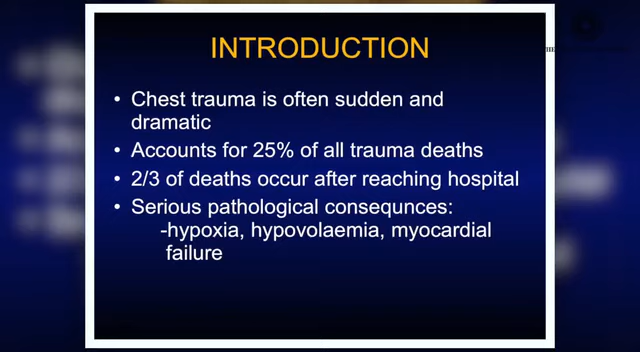 INTRODUCTION
• Chest trauma is often sudden and
dramatic
• Accounts for 25% of all trauma deaths
• 2/3 of deaths occur after reaching hospital
• Serious pathological consequnces:
-hypoxia, hypovolaemia, myocardial
failure